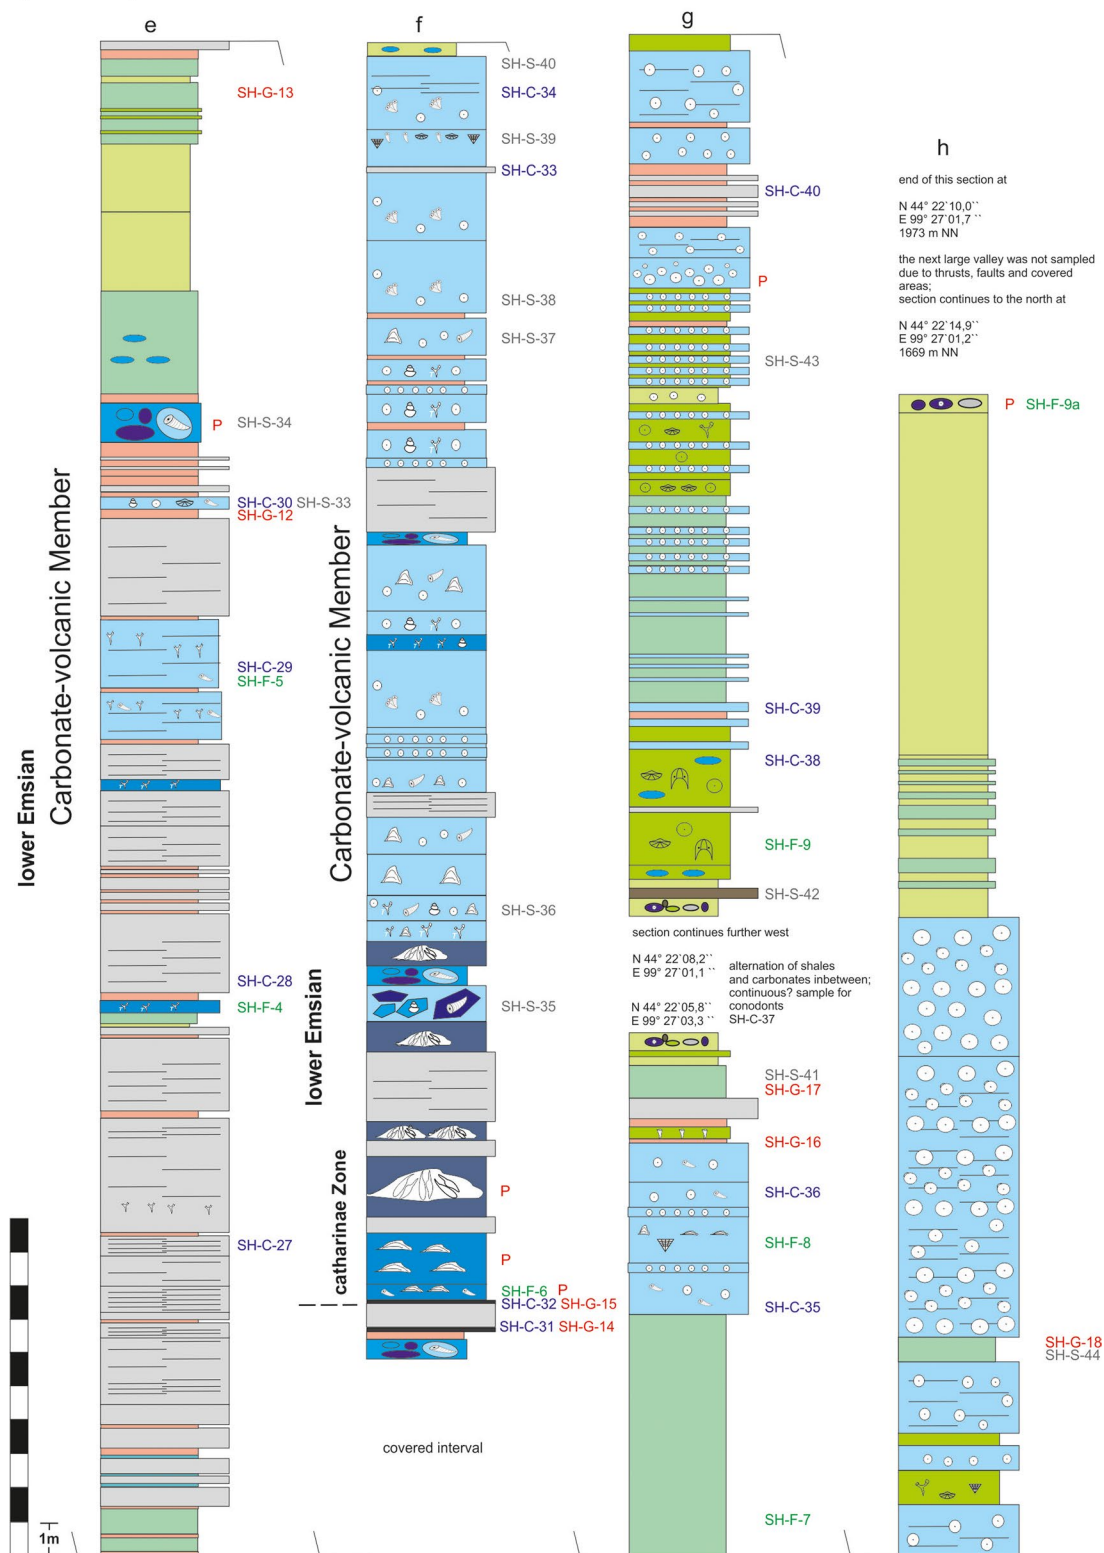 e
SH-G-13
P SH-S-34
SH-C-30 SH-S-33
SH-G-12
SH-C-29
SH-F-5
SH-C-28
SH-F-4
SH-C-27
lower Emsian
Carbonate-volcanic Member
1m
f
SH-S-40
SH-C-34
SH-S-39
SH-C-33
SH-S-38
SH-S-37
SH-S-36
SH-S-35
P
P
SH-F-6 P
SH-C-32 SH-G-15
SH-C-31 SH-G-14
Carbonate-volcanic Member
lower Emsian
catharinae Zone
covered interval
g
SH-C-40
P
SH-S-43
SH-C-39
SH-C-38
SH-F-9
SH-S-42
section continues further west
N 44° 22`08,2``
E 99° 27`01,1 ``
alternation of shales
and carbonates inbetween;
continuous? sample for
conodonts
SH-C-37
N 44° 22`05,8``
E 99° 27`03,3 ``
SH-S-41
SH-G-17
SH-G-16
SH-C-36
SH-F-8
SH-C-35
SH-F-7
h
end of this section at
N 44° 22`10,0``
E 99° 27`01,7 ``
1973 m NN
the next large valley was not sampled
due to thrusts, faults and covered
areas;
section continues to the north at
N 44° 22`14,9``
E 99° 27`01,2``
1669 m NN
P SH-F-9a
SH-G-18
SH-S-44